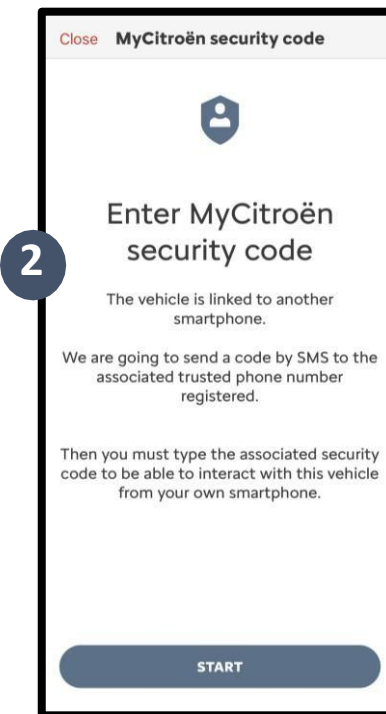 Close MyCitroën security code
Enter MyCitroën
security code
2
The vehicle is linked to another
smartphone.
We are going to send a code by SMS to the
associated trusted phone number
registered.
Then you must type the associated security
code to be able to interact with this vehicle
from your own smartphone.
START